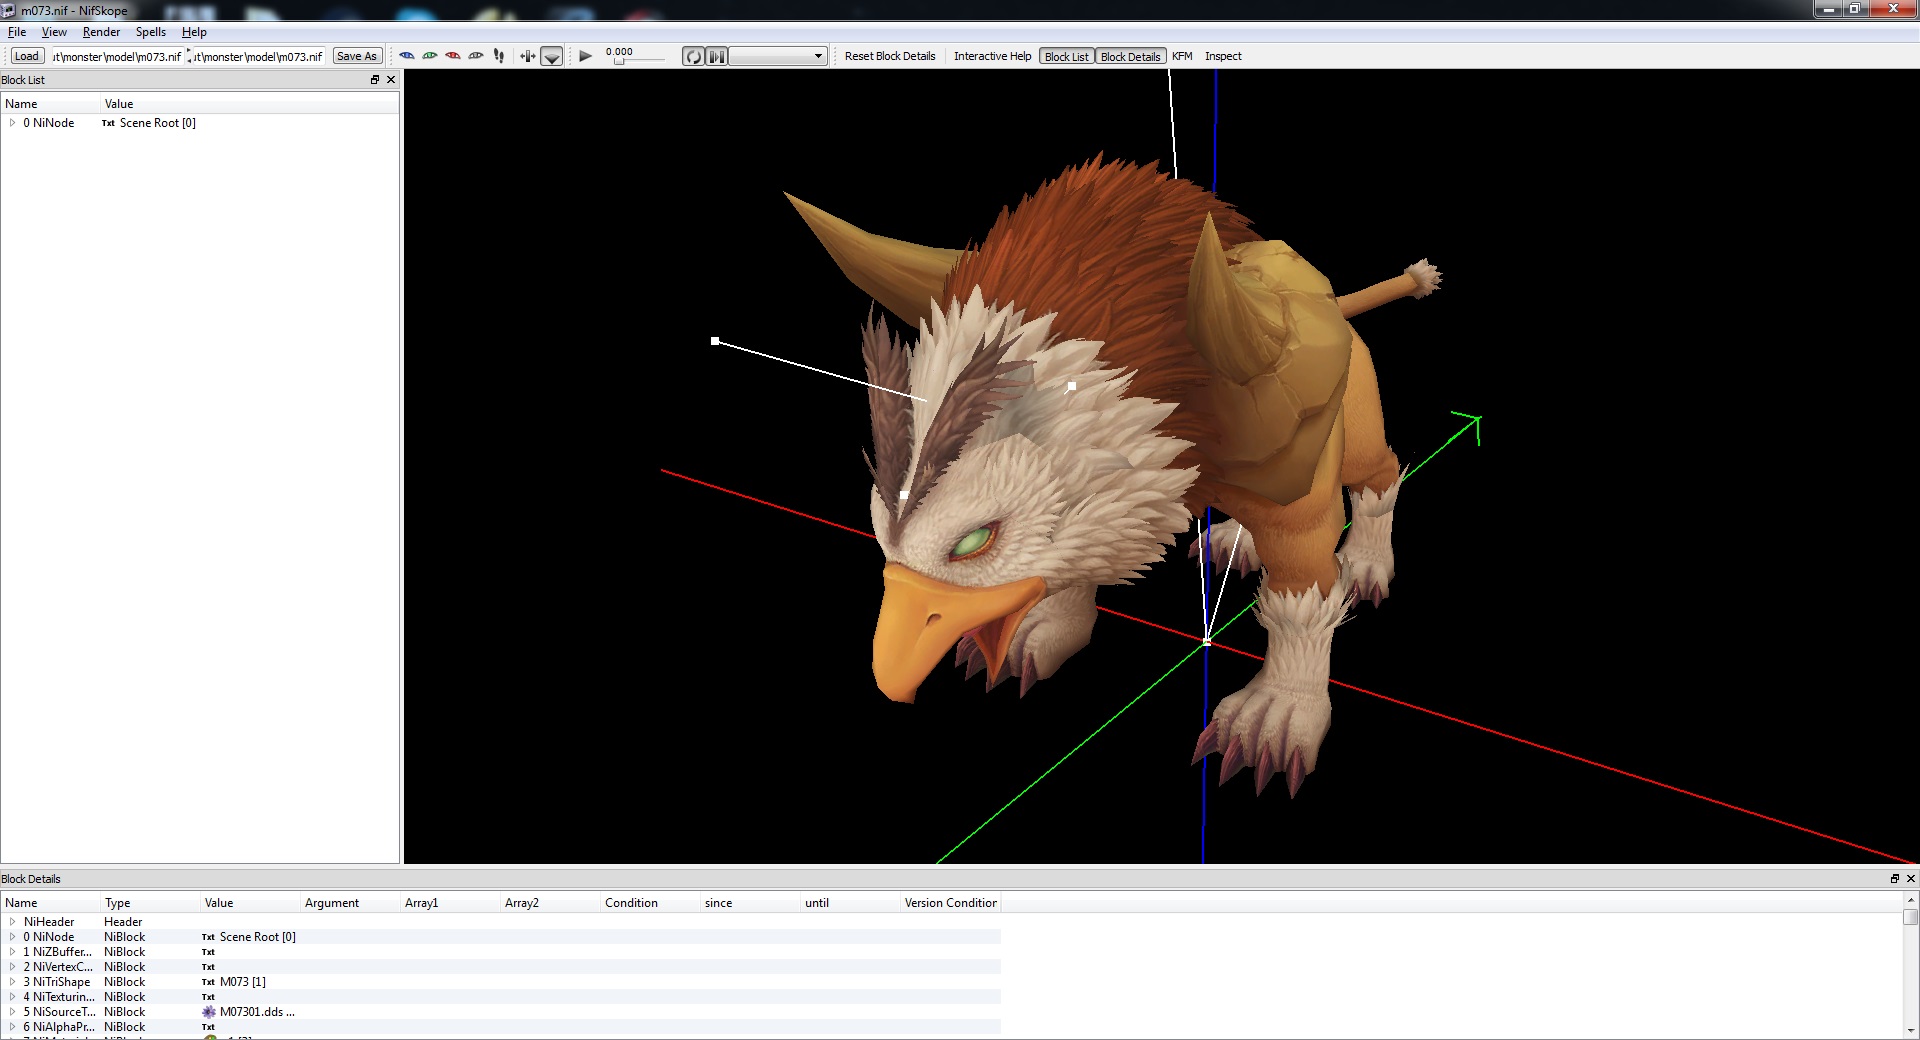 m073.nif - NifSkope
File View Render Spells Help
Load ut\monster\model\m073.nif ut\monster\model\m073.nif Save As 0.000 Reset Block Details Interactive Help Block List Block Details KFM Inspect
Block List
Name Value
0 NiNode Txt Scene Root [0]
Block Details
Name Type Value Argument Array1 Array2 Condition since until Version Condition
NiHeader Header
0 NiNode NiBlock Txt Scene Root [0]
1 NiZBuffer... NiBlock Txt
2 NiVertexC... NiBlock Txt
3 NiTriShape NiBlock Txt M073 [1]
4 NiTexturin... NiBlock Txt
5 NiSourceT... NiBlock M07301.dds ...
6 NiAlphaPr... NiBlock Txt